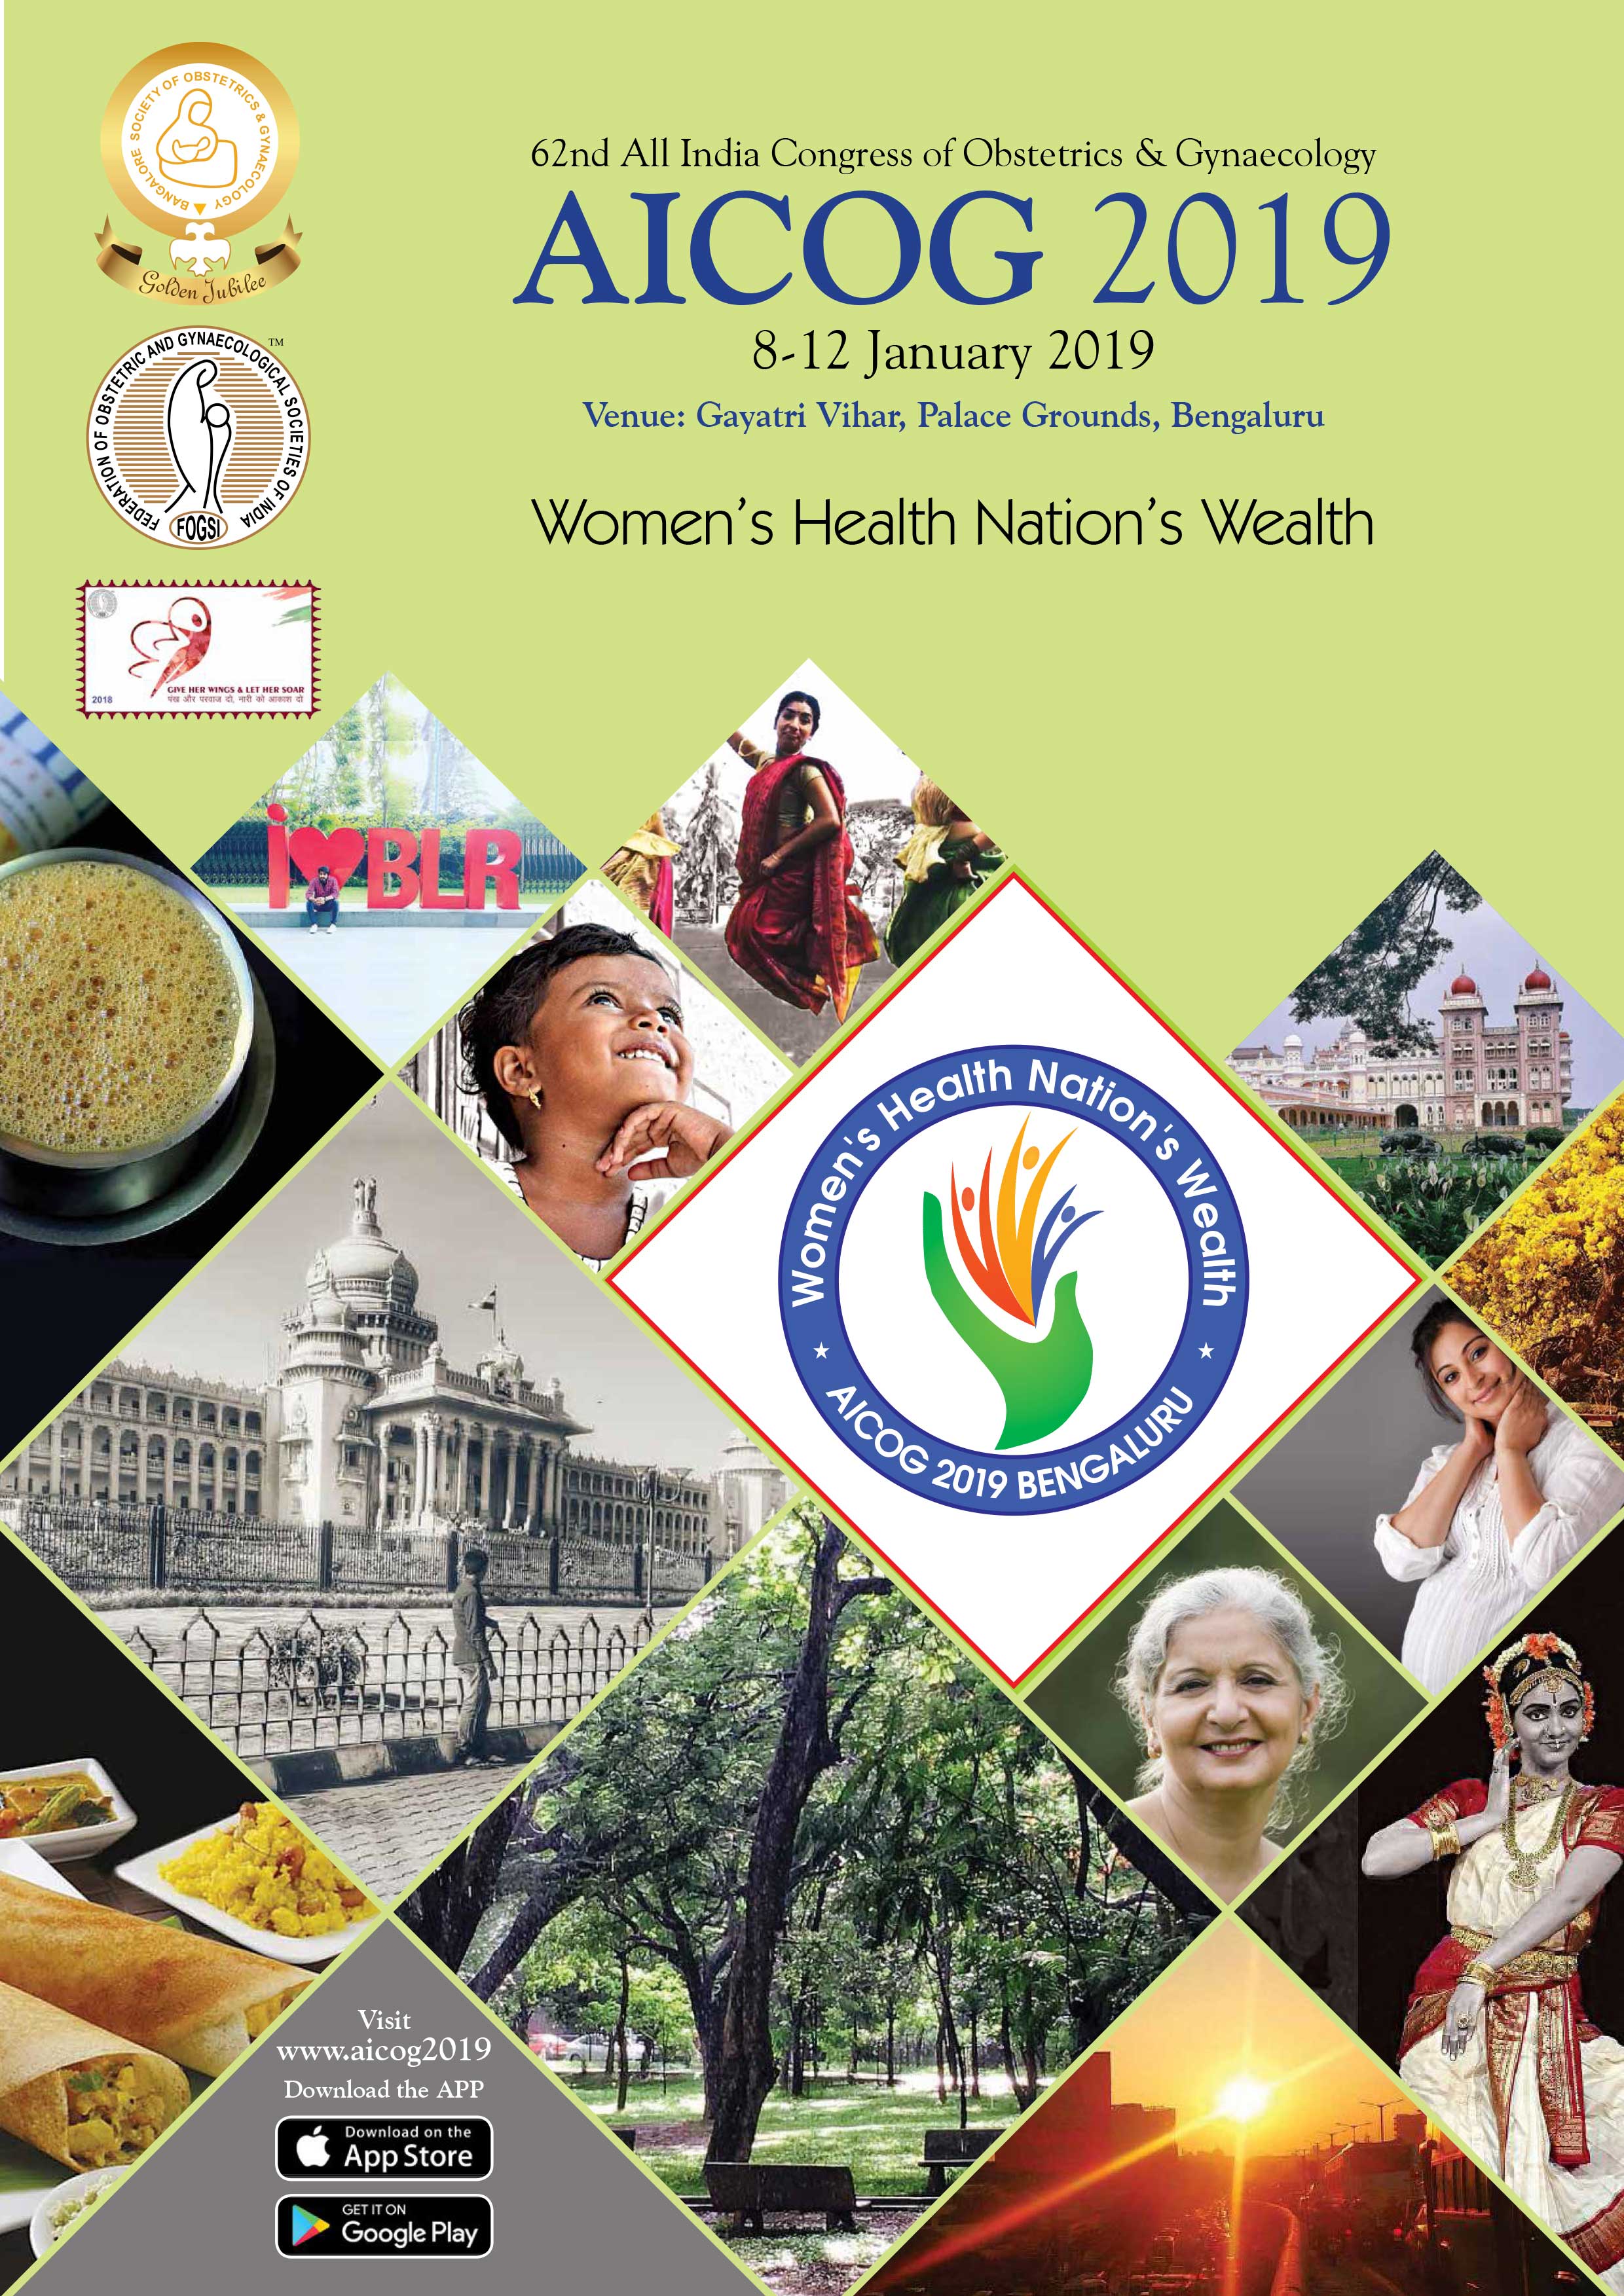 BANGALORE SOCIETY OF OBSTETRICS & GYNAECOLOGY
Golden Jubilee
62nd All India Congress of Obstetrics & Gynaecology
AICOG 2019
8-12 January 2019
Venue: Gayatri Vihar, Palace Grounds, Bengaluru
Women's Health Nation's Wealth
FEDERATION OF OBSTETRIC AND GYNAECOLOGICAL SOCIETIES OF INDIA
TM
FOGSI
GIVE HER WINGS & LET HER SOAR
2018
पंख और परवाज दो, नारी को आकाश दो
i BLR
Women's Health Nation's Wealth
AICOG 2019 BENGALURU
Visit
www.aicog2019
Download the APP
Download on the
App Store
GET IT ON
Google Play